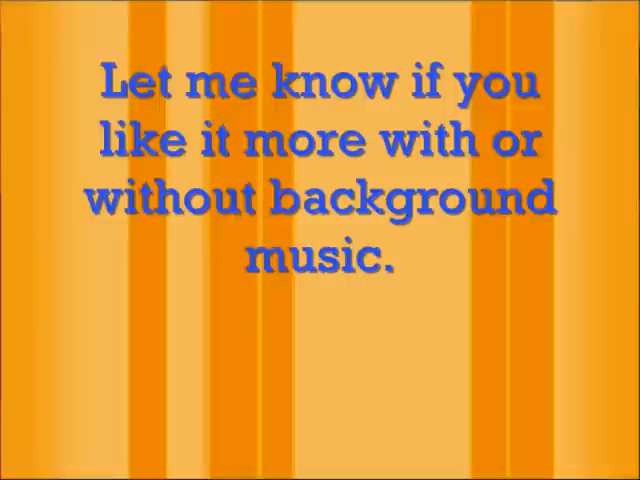 Let me know if you
like it more with or
without background
music.